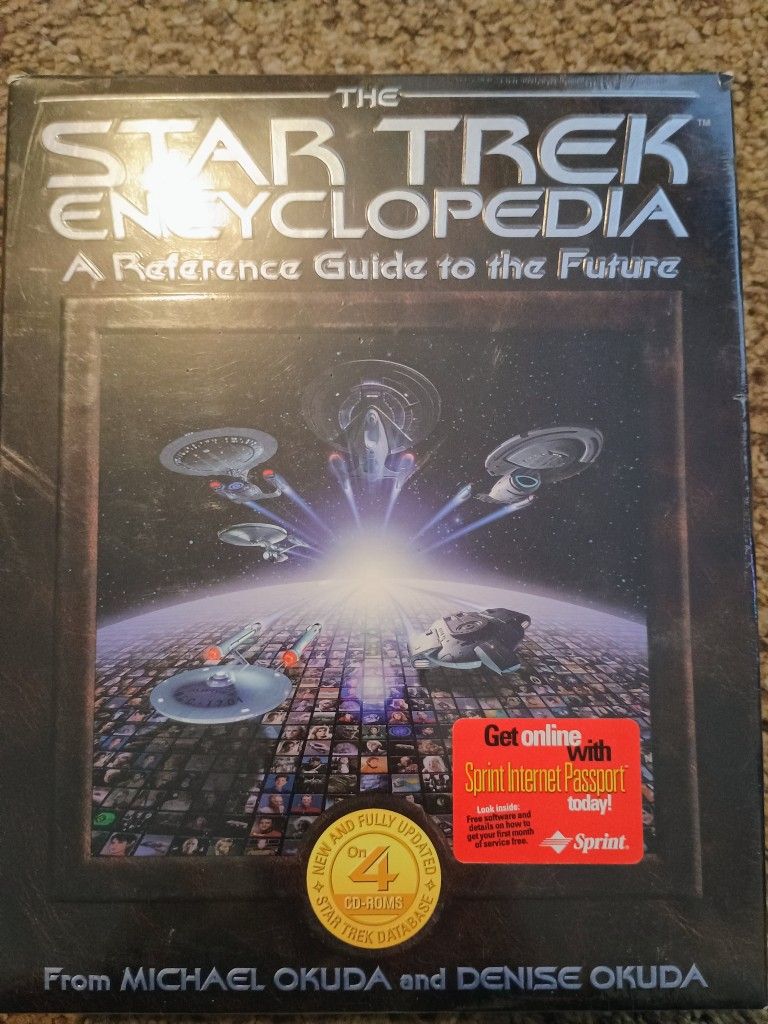 THE
STAR TREK™
ENCYCLOPEDIA
A Reference Guide to the Future
Get online
with
Sprint Internet Passport
today!
Look inside:
Free software and
details on how to
get your first month
of service free.
Sprint.
NEW AND FULLY UPDATED
On
4
CD-ROMS
STAR TREK DATABASE
From MICHAEL OKUDA and DENISE OKUDA